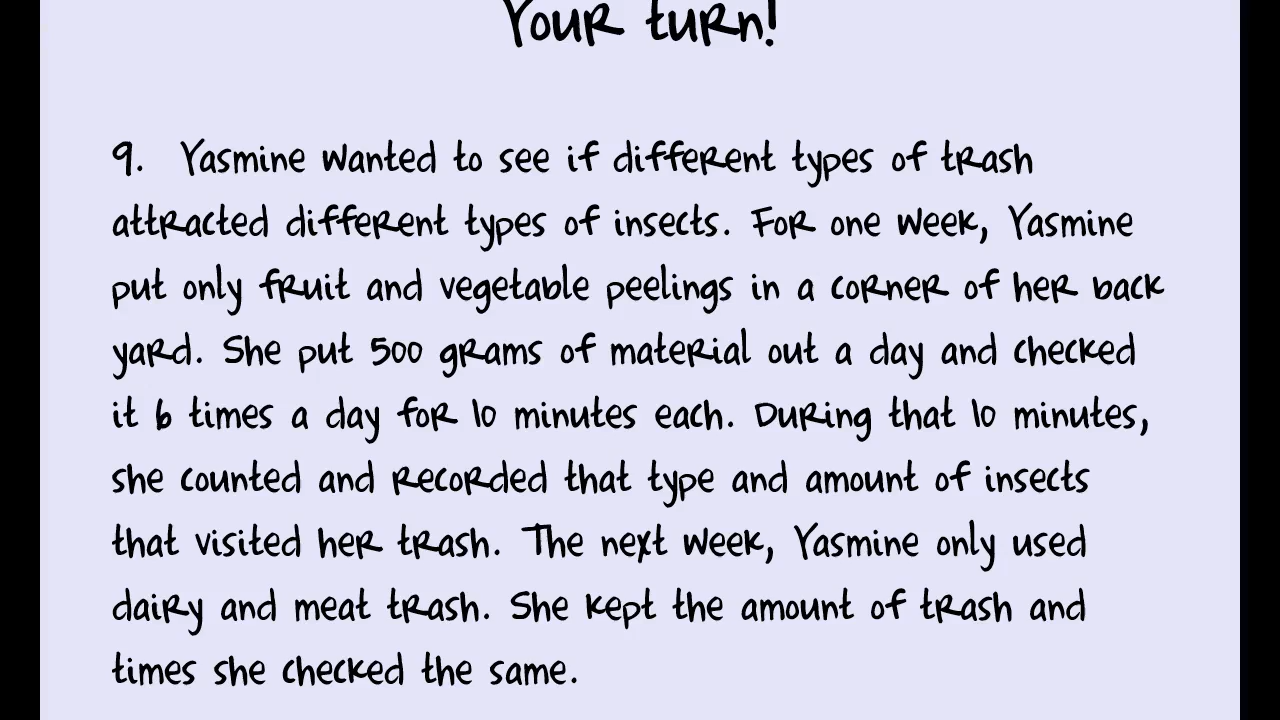 Your turn!
9. Yasmine wanted to see if different types of trash
attracted different types of insects. For one week, Yasmine
put only fruit and vegetable peelings in a corner of her back
yard. She put 500 grams of material out a day and checked
it 6 times a day for 10 minutes each. During that 10 minutes,
she counted and recorded that type and amount of insects
that visited her trash. The next week, Yasmine only used
dairy and meat trash. She kept the amount of trash and
times she checked the same.